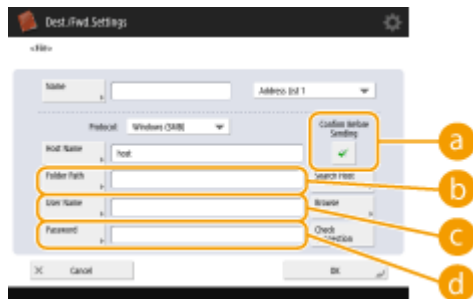 Dest./Fwd.Settings
<File>
Name
Address List 1
Protocol: Windows (SMB)
Confirm Before
Sending
a
Host Name
host
Folder Path
Search Host
b
User Name
Browse
c
Password
Check
d
Cancel
OK